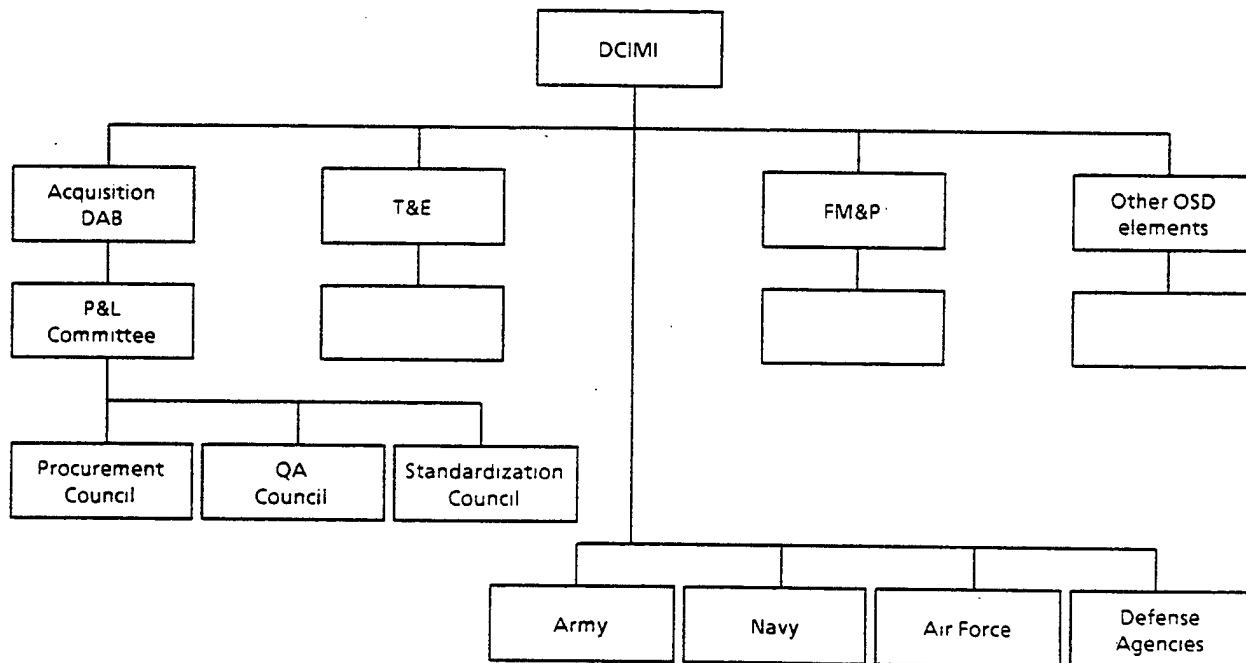 DCIMI
Acquisition
DAB
T&E
FM&P
Other OSD
elements
P&L
Committee
Procurement
Council
QA
Council
Standardization
Council
Army
Navy
Air Force
Defense
Agencies